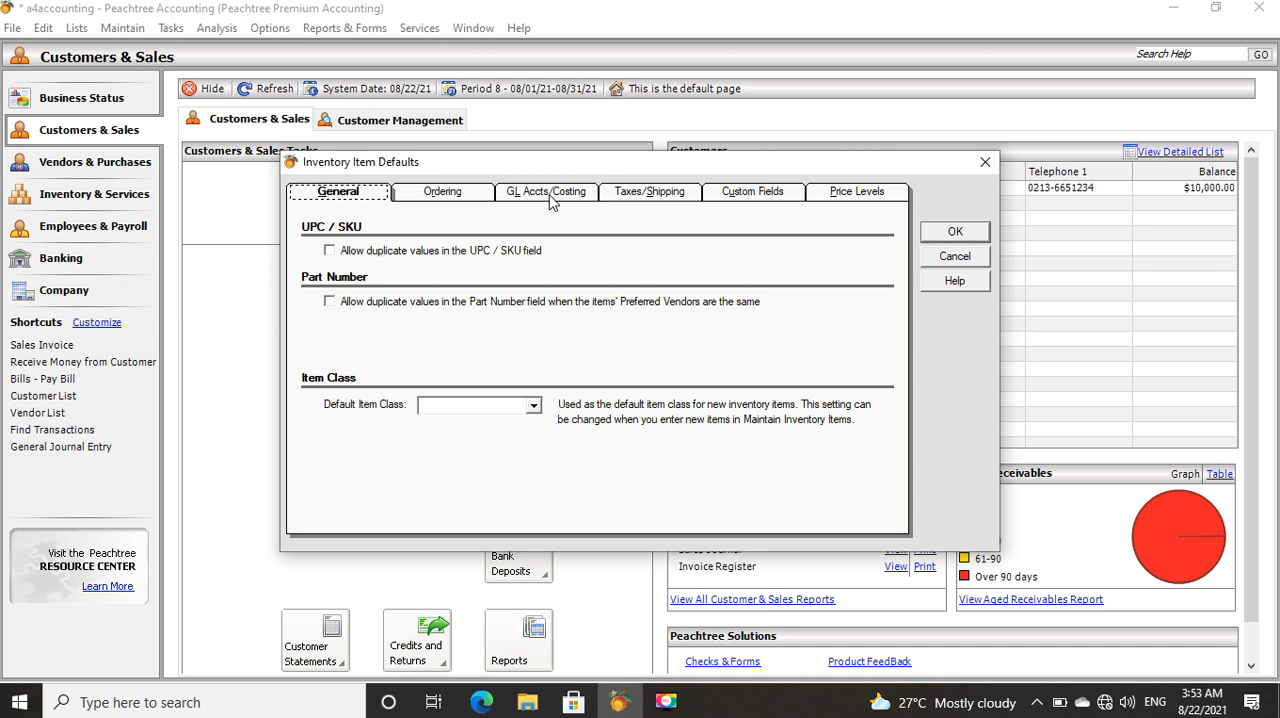 * a4accounting - Peachtree Accounting (Peachtree Premium Accounting)
File Edit Lists Maintain Tasks Analysis Options Reports & Forms Services Window Help
Customers & Sales
Search Help
GO
Business Status
Customers & Sales
Vendors & Purchases
Inventory & Services
Employees & Payroll
Banking
Company
Shortcuts Customize
Sales Invoice
Receive Money from Customer
Bills - Pay Bill
Customer List
Vendor List
Find Transactions
General Journal Entry
Visit the Peachtree
RESOURCE CENTER
Learn More
Hide Refresh System Date: 08/22/21 Period 8 - 08/01/21-08/31/21 This is the default page
Customers & Sales Customer Management
Customers & Sales Tasks
Customers
View Detailed List
Telephone 1 Balance
0213-6651234 $10,000.00
Inventory Item Defaults
General Ordering GL Accts/Costing Taxes/Shipping Custom Fields Price Levels
UPC / SKU
Allow duplicate values in the UPC / SKU field
Part Number
Allow duplicate values in the Part Number field when the items' Preferred Vendors are the same
Item Class
Default Item Class:
Used as the default item class for new inventory items. This setting can
be changed when you enter new items in Maintain Inventory Items.
OK
Cancel
Help
Bank
Deposits
Customer
Statements
Credits and
Returns
Reports
Invoice Register View Print
View All Customer & Sales Reports
Graph Table
61-90
Over 90 days
View Aged Receivables Report
Peachtree Solutions
Checks & Forms Product FeedBack
Type here to search
27°C Mostly cloudy
ENG
3:53 AM
8/22/2021